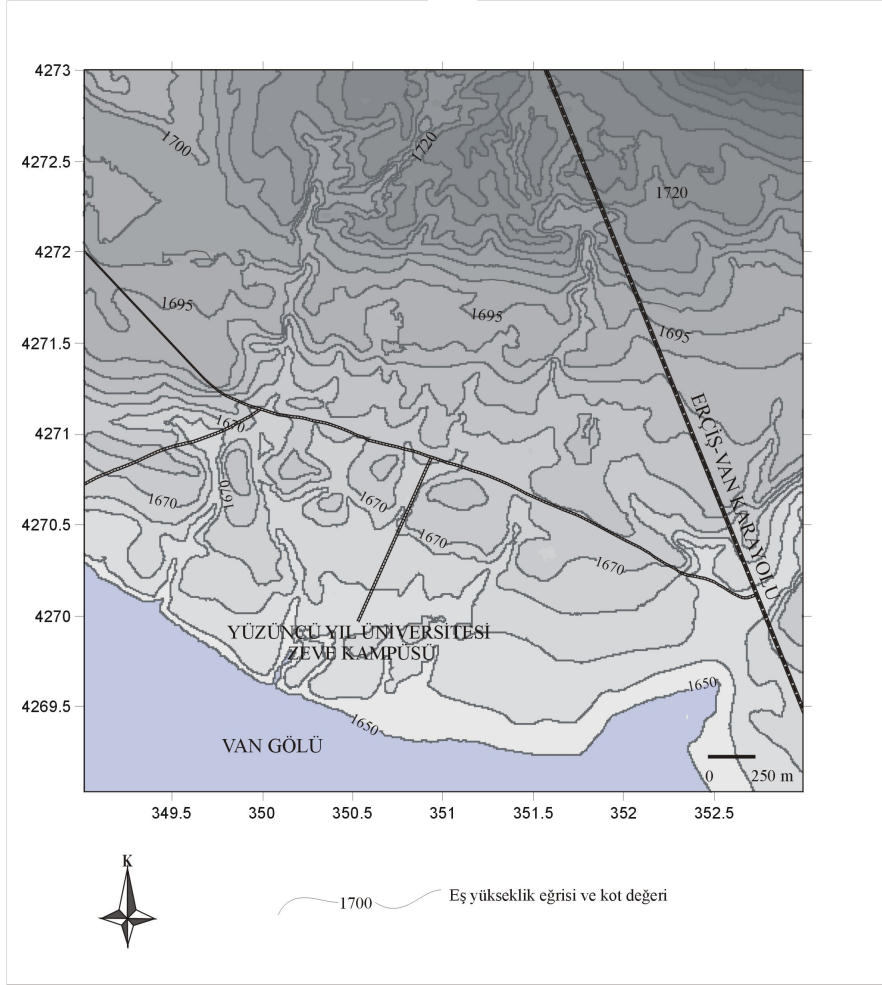 4273
4272.5
4272
4271.5
4271
4270.5
4270
4269.5
1700
1720
1720
1695
1695
1695
ERÇİŞ-VAN KARAYOLU
1670
1670
1670
1670
1670
1670
YÜZÜNCÜ YIL ÜNİVERSİTESİ
ZEVE KAMPÜSÜ
1650
1650
VAN GÖLÜ
0 250 m
349.5 350 350.5 351 351.5 352 352.5
K
1700 Eş yükseklik eğrisi ve kot değeri